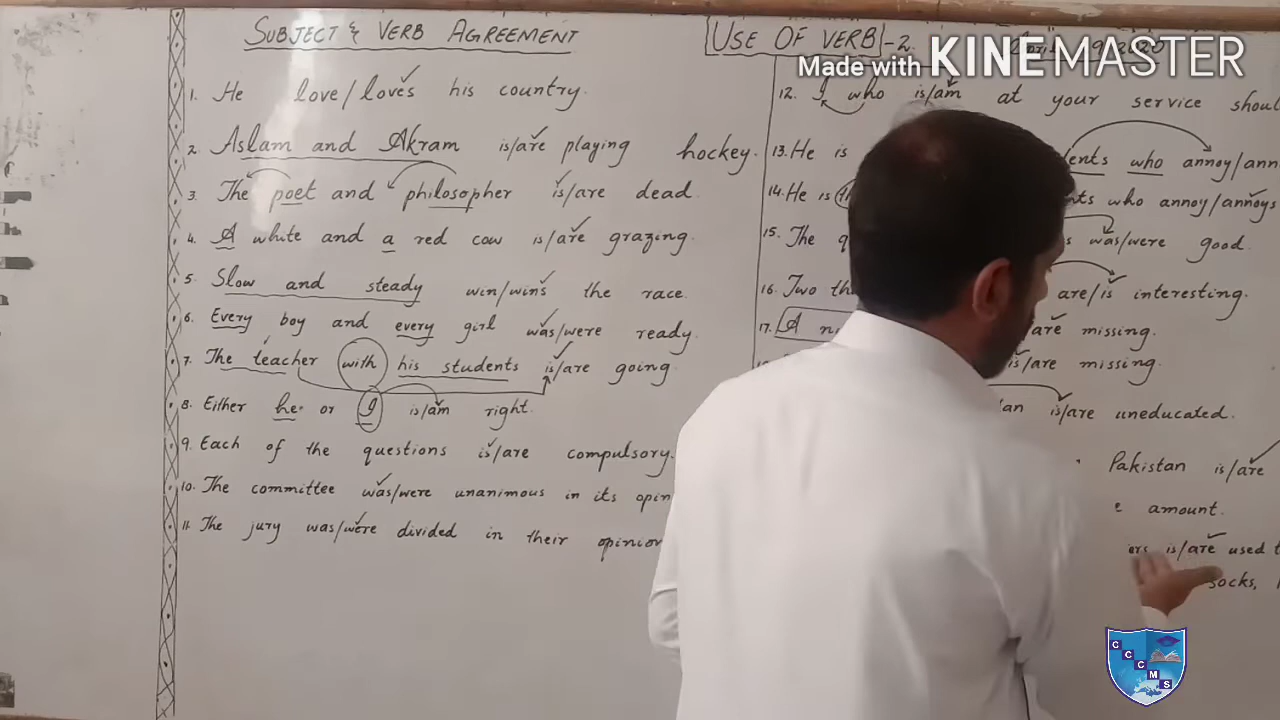 SUBJECT & VERB AGREEMENT
USE OF VERB -2
Made with KINEMASTER
1. He love/loves his country.
2 Aslam and Akram is/are playing hockey.
3. The poet and philosopher is/are dead.
4. A white and a red cow is/are grazing.
5. Slow and steady win/wins the race.
6. Every boy and every girl was/were ready.
7. The teacher with his students is/are going
8. Either he or I is/am right.
9. Each of the questions is/are compulsory.
10. The committee was/were unanimous in its
11. The jury was/were divided in their opinion
12. I who is/am at your service
13. He is who annoy/
14. He is who annoy/annoys
15. The was/were good.
16. Two are/is interesting.
17. A are missing.
is/are missing.
is/are uneducated.
Pakistan is/are
amount.
is/are used
socks,
C C C M S